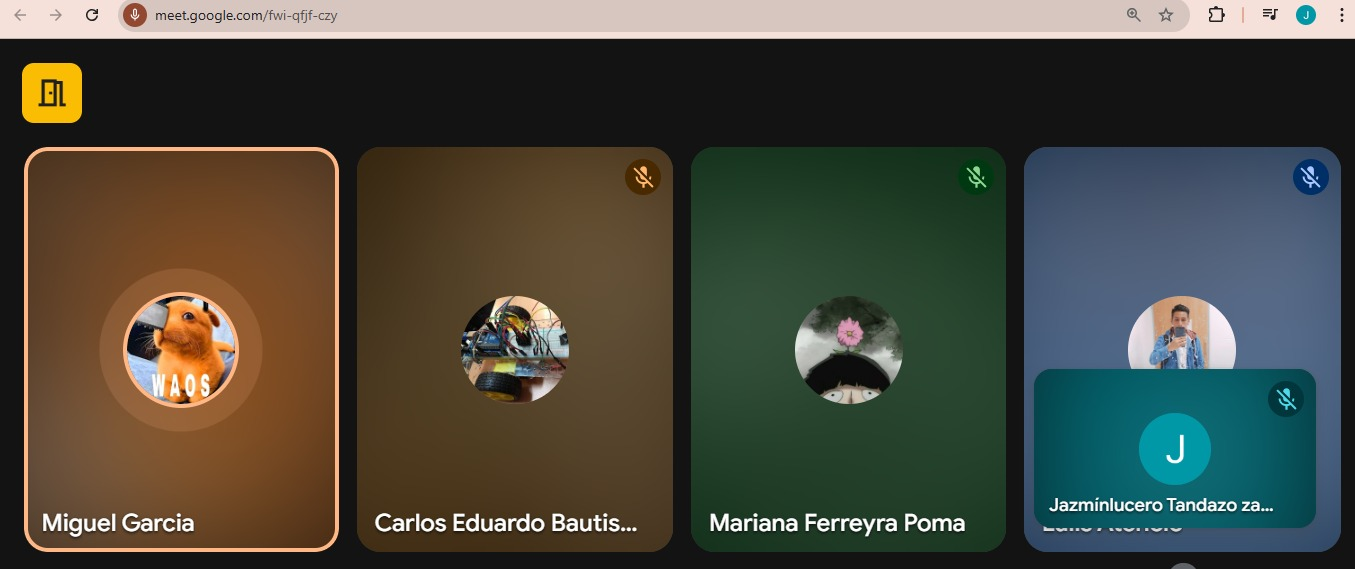 meet.google.com/fwi-qfjf-czy
J
WAOS
J
Jazmínlucero Tandazo za...
Miguel Garcia
Carlos Eduardo Bautis...
Mariana Ferreyra Poma